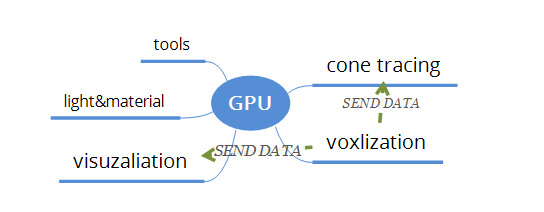 tools
cone tracing
light&material
GPU
SEND DATA
visuzaliation
SEND DATA
voxlization